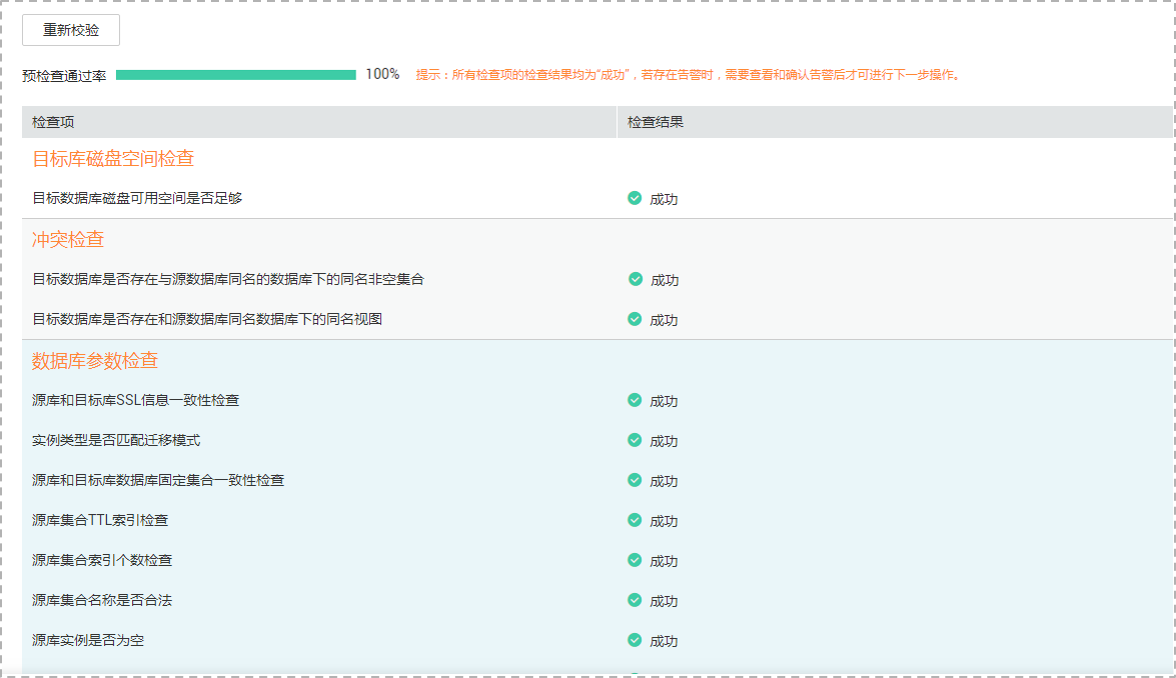 重新校验
预检查通过率 100% 提示：所有检查项的检查结果均为“成功”，若存在告警时，需要查看和确认告警后才可进行下一步操作。
检查项 检查结果
目标库磁盘空间检查
目标数据库磁盘可用空间是否足够 成功
冲突检查
目标数据库是否存在与源数据库同名的数据库下的同名非空集合 成功
目标数据库是否存在和源数据库同名数据库下的同名视图 成功
数据库参数检查
源库和目标库SSL信息一致性检查 成功
实例类型是否匹配迁移模式 成功
源库和目标库数据库固定集合一致性检查 成功
源库集合TTL索引检查 成功
源库集合索引个数检查 成功
源库集合名称是否合法 成功
源库实例是否为空 成功